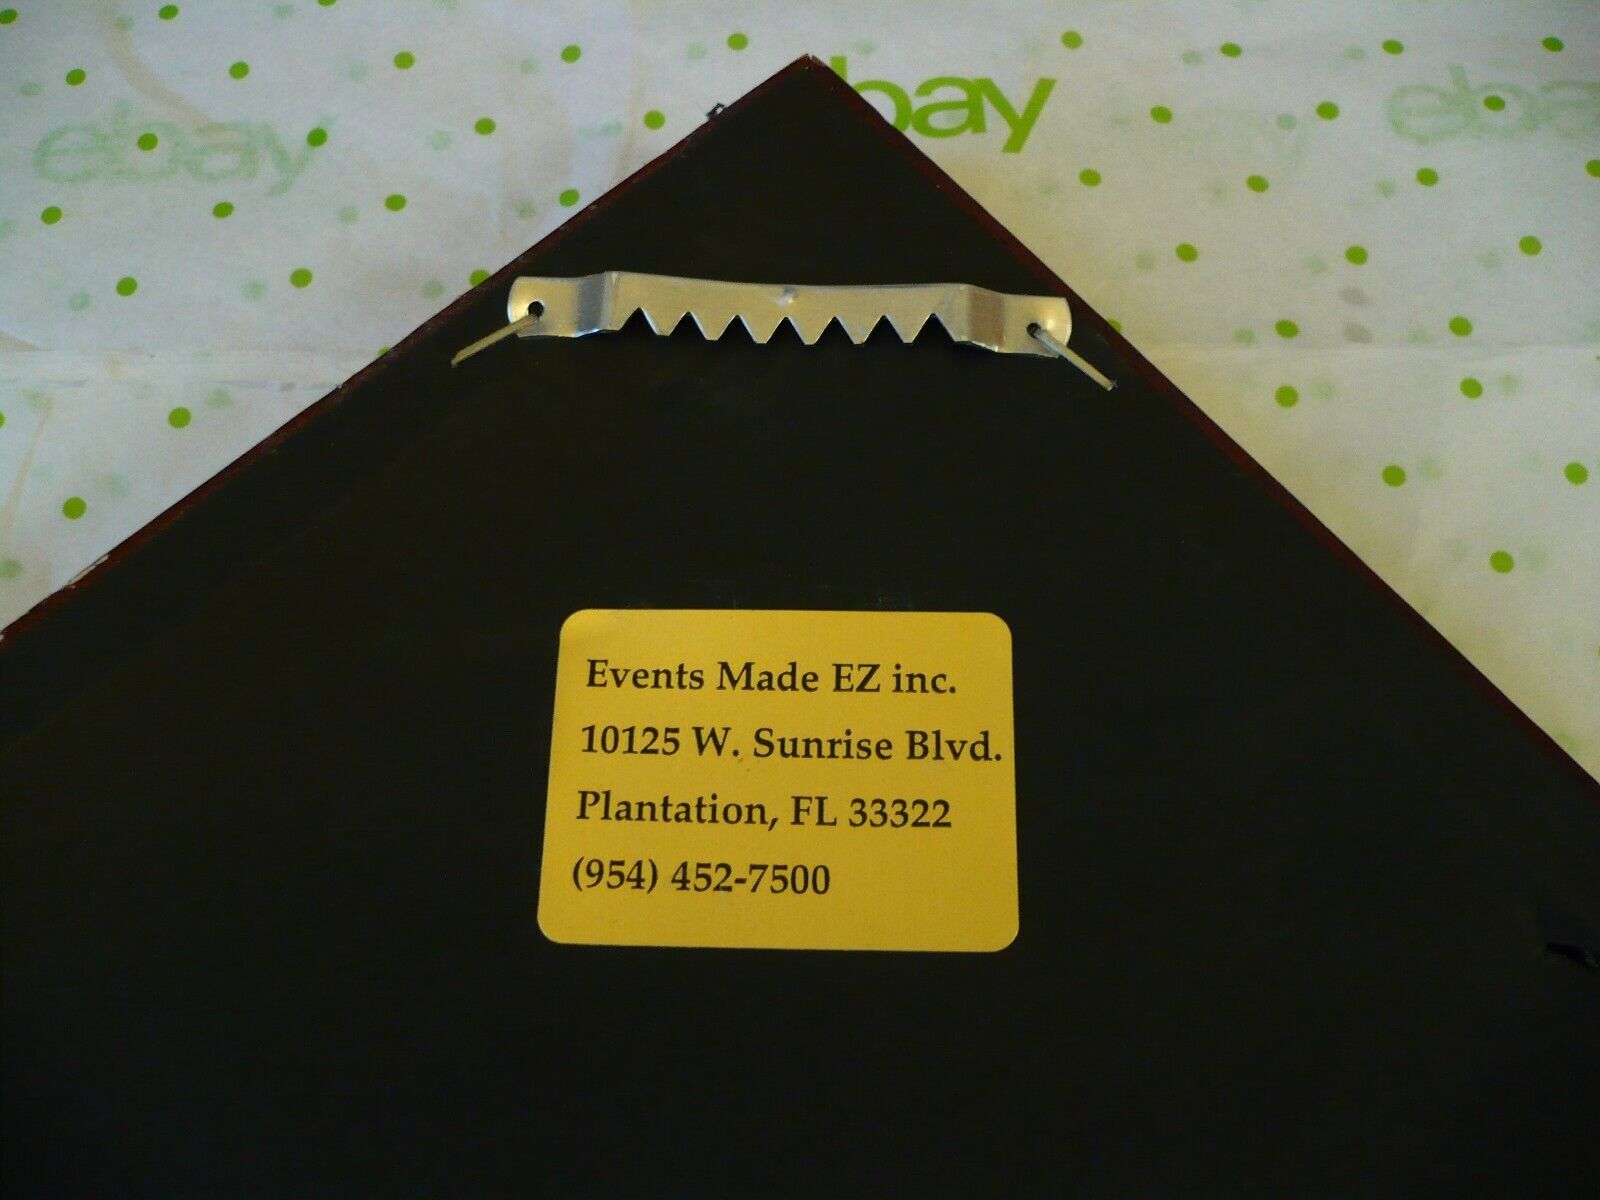 ebay
ebay
ebay
Events Made EZ inc.
10125 W. Sunrise Blvd.
Plantation, FL 33322
(954) 452-7500